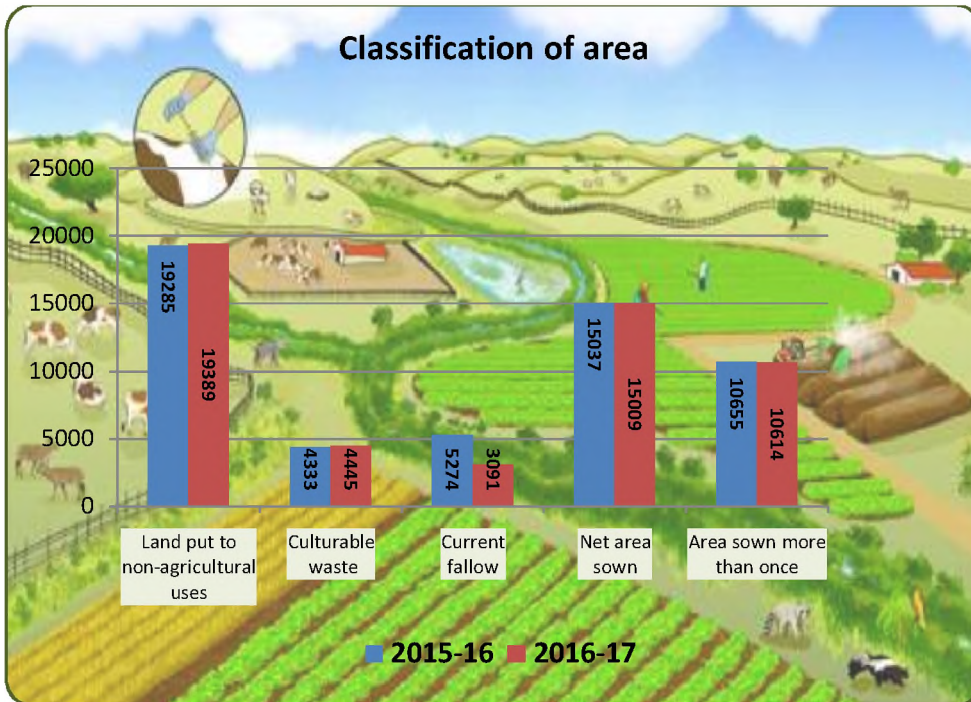 Classification of area
25000
20000
15000
10000
5000
0
19285
19389
4333
4445
5274
3091
15037
15009
10655
10614
Land put to
non-agricultural
uses
Culturable
waste
Current
fallow
Net area
sown
Area sown more
than once
2015-16 2016-17